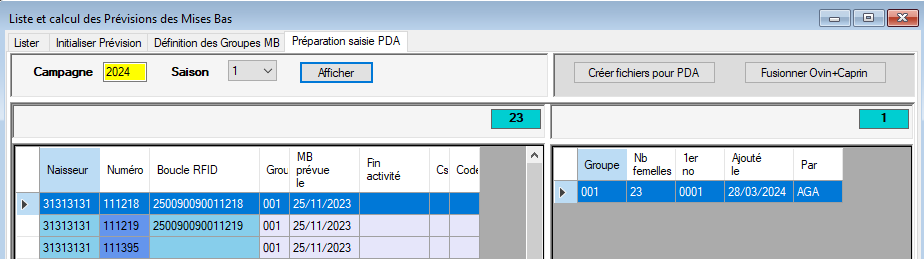 Liste et calcul des Prévisions des Mises Bas
Lister Initialiser Prévision Définition des Groupes MB Préparation saisie PDA
Campagne 2024 Saison 1 Afficher Créer fichiers pour PDA Fusionner Ovin+Caprin
23 1
Naisseur Numéro Boucle RFID Grou MB prévue le Fin activité Cs Code
31313131 111218 250090090011218 001 25/11/2023
31313131 111219 250090090011219 001 25/11/2023
31313131 111395 001 25/11/2023
Groupe Nb femelles 1er no Ajouté le Par
001 23 0001 28/03/2024 AGA